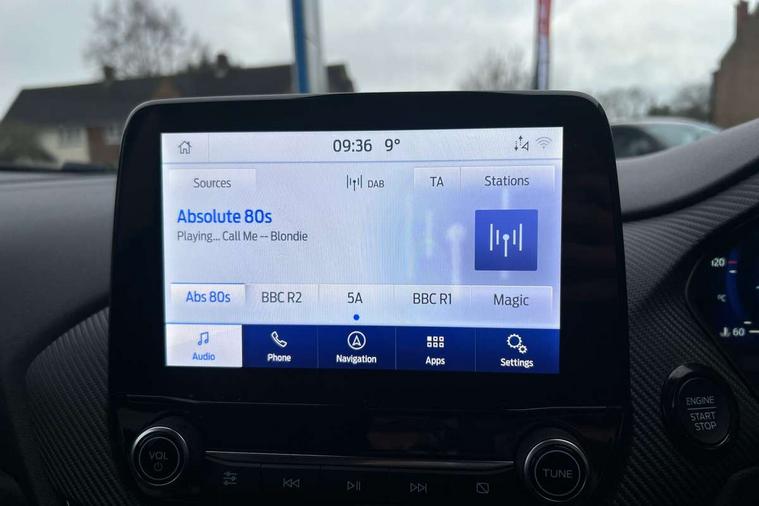 09:36 9°
Sources DAB TA Stations
Absolute 80s
Playing... Call Me -- Blondie
Abs 80s BBC R2 5A BBC R1 Magic
Audio Phone Navigation Apps Settings
120
°C
60
ENGINE
START
STOP
VOL
TUNE